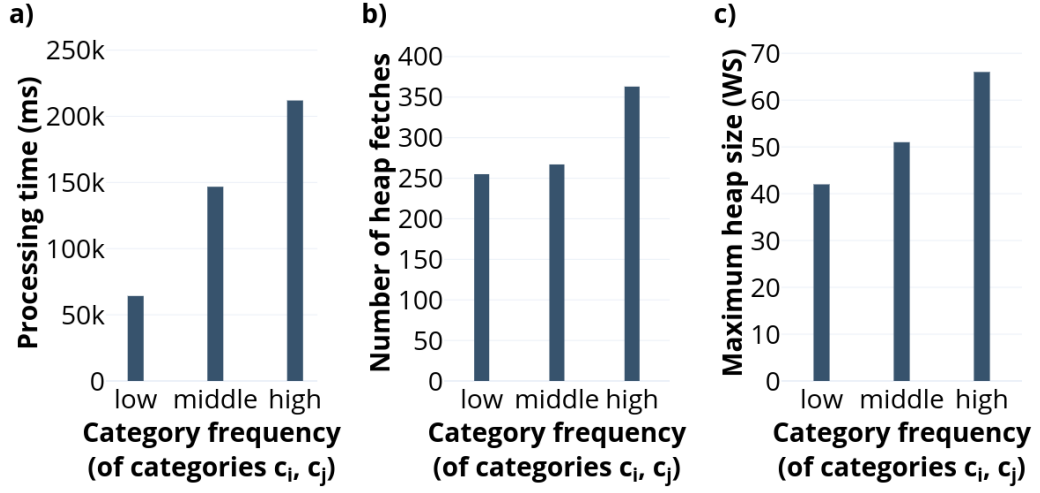 a)
Processing time (ms)
250k
200k
150k
100k
50k
0
low middle high
Category frequency
(of categories ci, cj)
b)
Number of heap fetches
400
350
300
250
200
150
100
50
0
low middle high
Category frequency
(of categories ci, cj)
c)
Maximum heap size (WS)
70
60
50
40
30
20
10
0
low middle high
Category frequency
(of categories ci, cj)